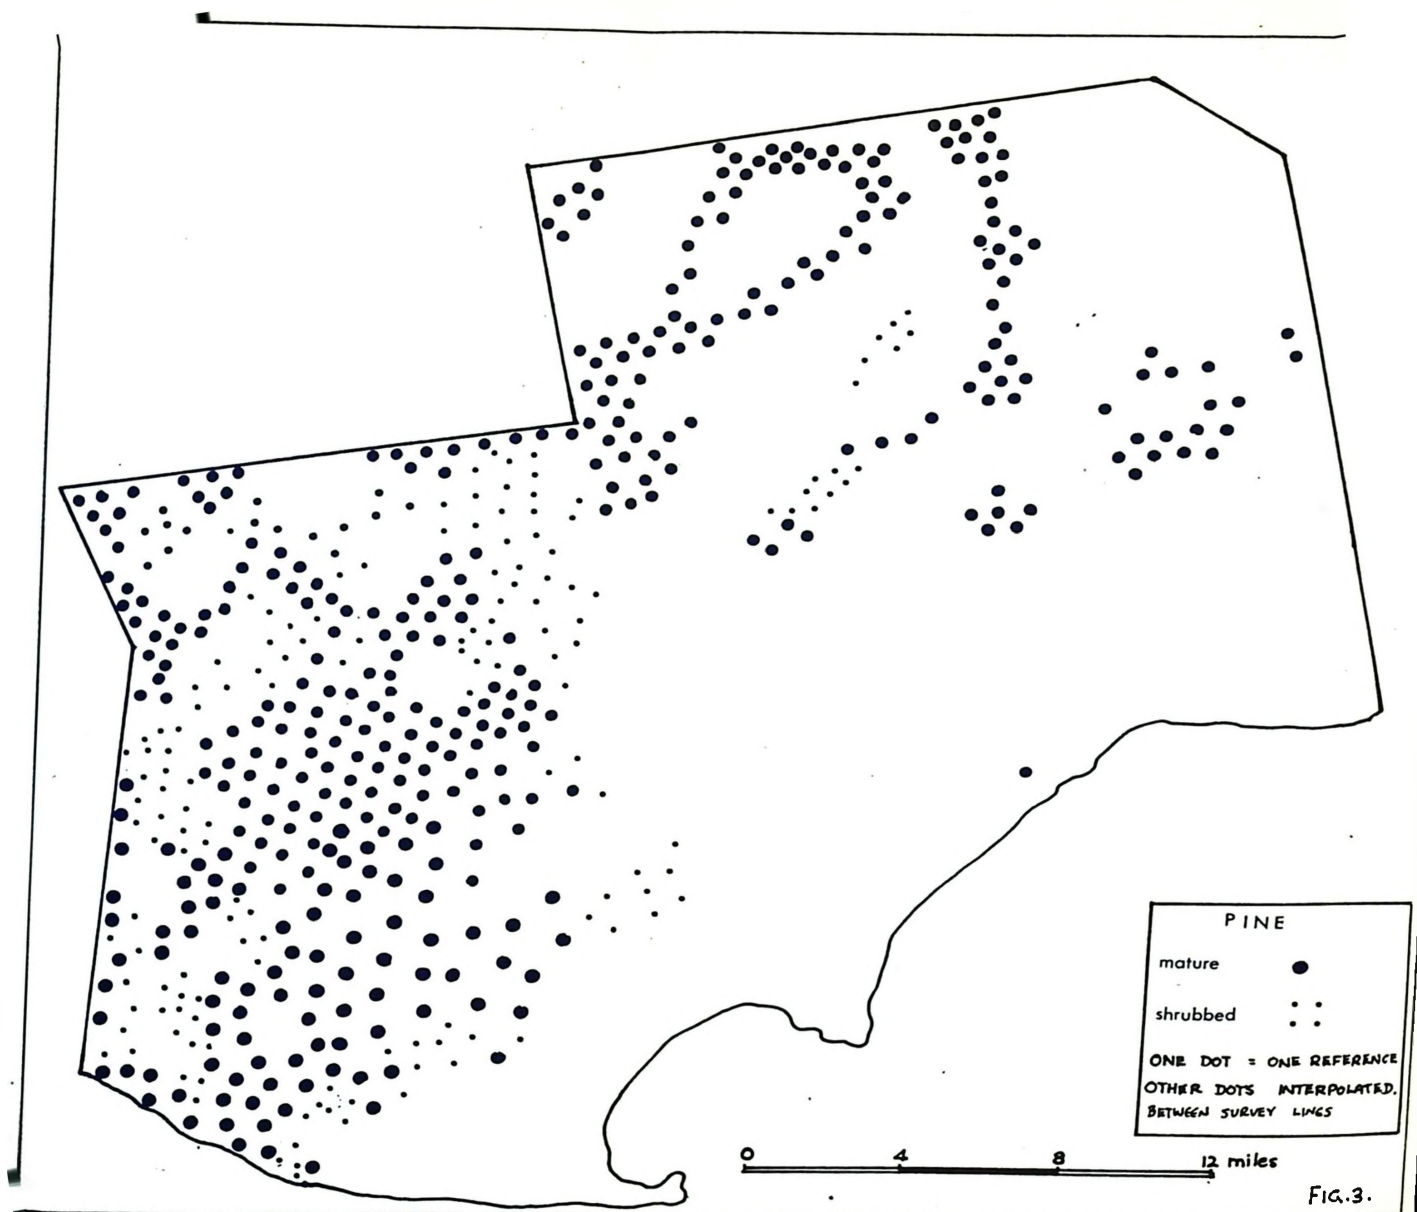 PINE
mature
shrubbed
ONE DOT = ONE REFERENCE
OTHER DOTS INTERPOLATED.
BETWEEN SURVEY LINES
0 4 8 12 miles
FIG.3.